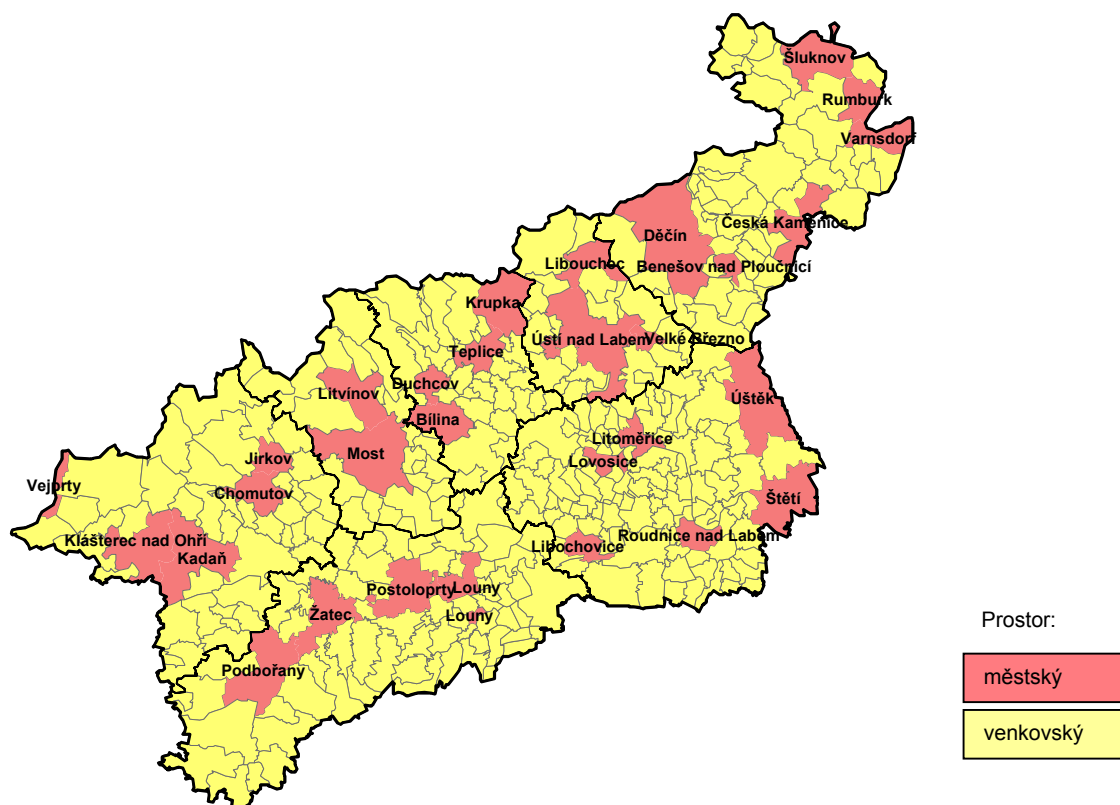 Šluknov
Rumburk
Varnsdorf
Česká Kamenice
Děčín
Benešov nad Ploučnicí
Libouchec
Krupka
Ústí nad Labem
Velké Březno
Teplice
Duchcov
Litvínov
Úštěk
Bílina
Litoměřice
Most
Lovosice
Jirkov
Vejprty
Chomutov
Štětí
Klášterec nad Ohří
Roudnice nad Labem
Libochovice
Kadaň
Postoloprty
Louny
Žatec
Louny
Podbořany
Prostor:
městský
venkovský